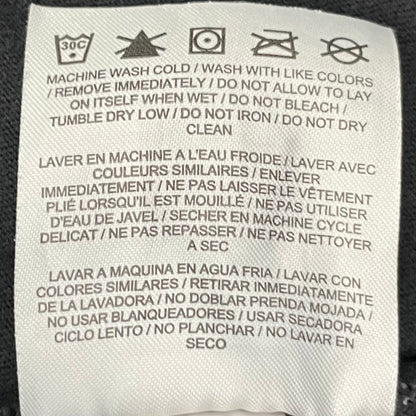 30C
MACHINE WASH COLD / WASH WITH LIKE COLORS
/ REMOVE IMMEDIATELY / DO NOT ALLOW TO LAY
ON ITSELF WHEN WET / DO NOT BLEACH /
TUMBLE DRY LOW / DO NOT IRON / DO NOT DRY
CLEAN
LAVER EN MACHINE A L'EAU FROIDE / LAVER AVEC
COULEURS SIMILAIRES / ENLEVER
IMMEDIATEMENT / NE PAS LAISSER LE VÊTEMENT
PLIÉ LORSQU'IL EST MOUILLÉ / NE PAS UTILISER
D'EAU DE JAVEL / SECHER EN MACHINE CYCLE
DELICAT / NE PAS REPASSER / NE PAS NETTOYER
A SEC
LAVAR A MAQUINA EN AGUA FRIA / LAVAR CON
COLORES SIMILARES / RETIRAR INMEDIATAMENTE
DE LA LAVADORA / NO DOBLAR PRENDA MOJADA /
NO USAR BLANQUEADORES / USAR SECADORA
CICLO LENTO / NO PLANCHAR / NO LAVAR EN
SECO